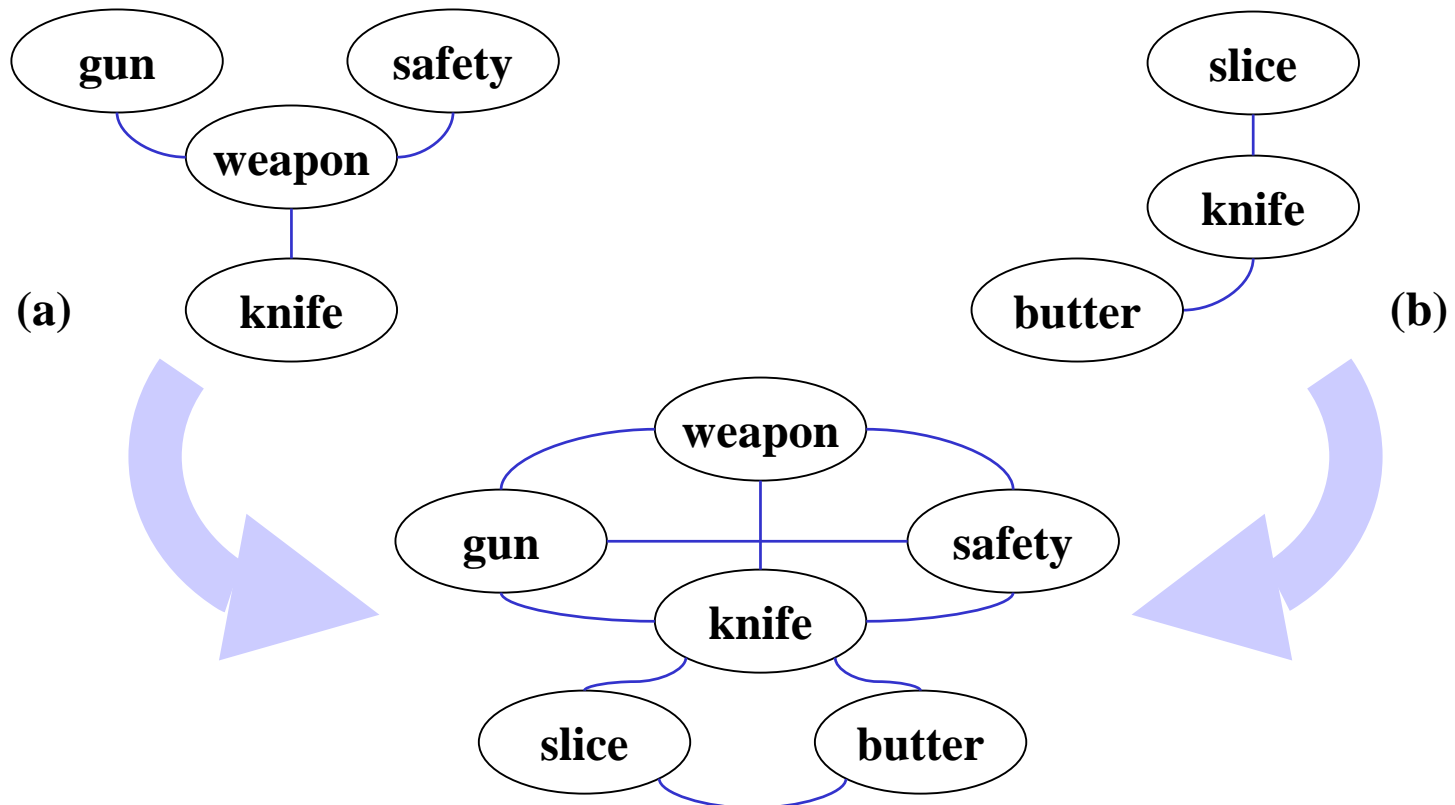 gun
safety
weapon
knife
(a)
slice
knife
butter
(b)
weapon
gun
safety
knife
slice
butter